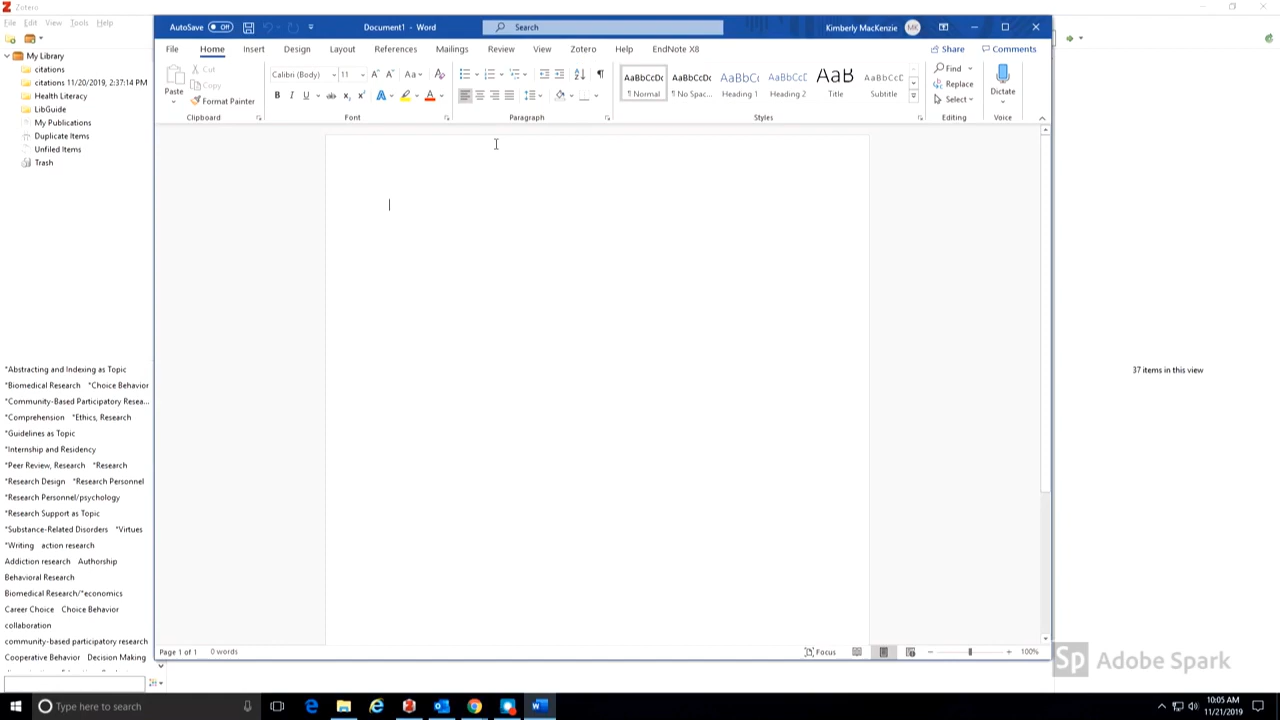 Zotero
File Edit View Tools Help
My Library
citations
citations 11/20/2019, 2:37:14 PM
Health Literacy
LibGuide
My Publications
Duplicate Items
Unfiled Items
Trash
*Abstracting and Indexing as Topic
*Biomedical Research *Choice Behavior
*Community-Based Participatory Resea...
*Comprehension *Ethics, Research
*Guidelines as Topic
*Internship and Residency
*Peer Review, Research *Research
*Research Design *Research Personnel
*Research Personnel/psychology
*Research Support as Topic
*Substance-Related Disorders *Virtues
*Writing action research
Addiction research Authorship
Behavioral Research
Biomedical Research/*economics
Career Choice Choice Behavior
collaboration
community-based participatory research
Cooperative Behavior Decision Making
AutoSave Off Document1 - Word Search Kimberly MacKenzie MK
File Home Insert Design Layout References Mailings Review View Zotero Help EndNote X8 Share Comments
Paste
Cut
Copy
Format Painter
Clipboard
Calibri (Body) 11
Font
Paragraph
AaBbCcDc AaBbCcDc AaBbC( AaBbCcC AaB AaBbCcC
¶ Normal ¶ No Spac... Heading 1 Heading 2 Title Subtitle
Styles
Find
Replace
Select
Editing
Dictate
Voice
Page 1 of 1 0 words Focus 100%
37 items in this view
Sp Adobe Spark
Type here to search
10:05 AM
11/21/2019